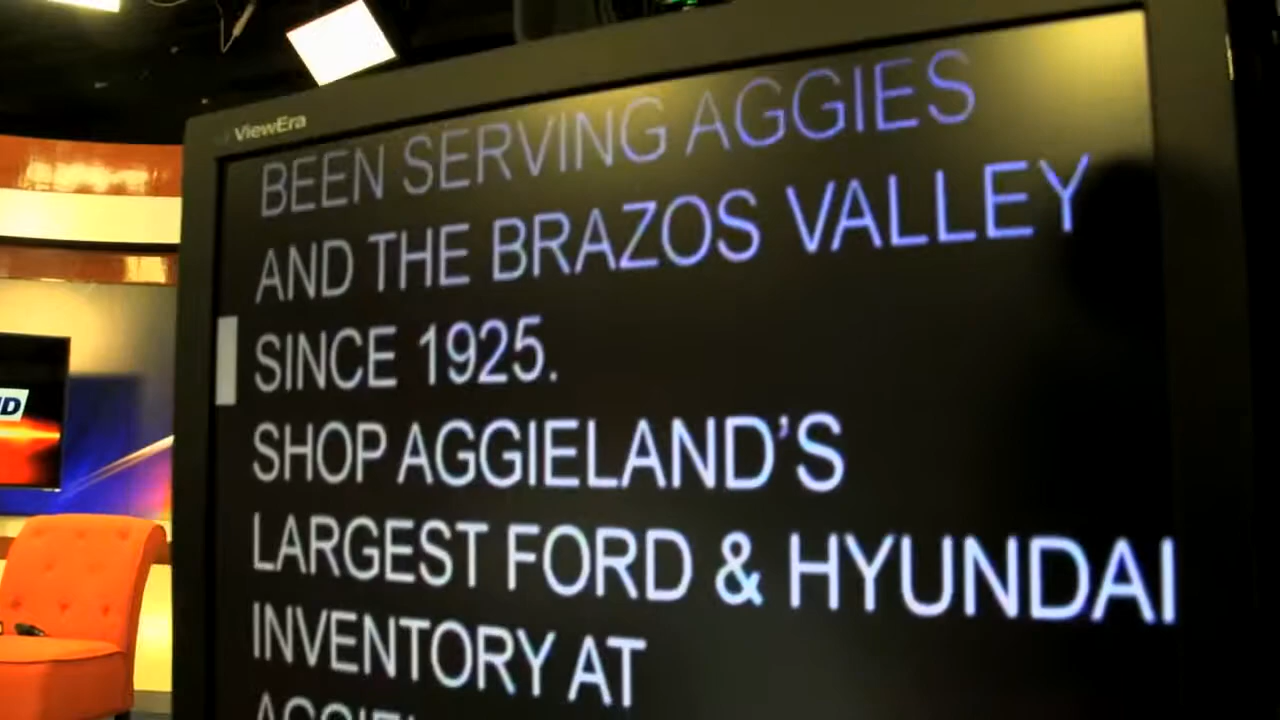 ViewEra
BEEN SERVING AGGIES
AND THE BRAZOS VALLEY
SINCE 1925.
SHOP AGGIELAND'S
LARGEST FORD & HYUNDAI
INVENTORY AT